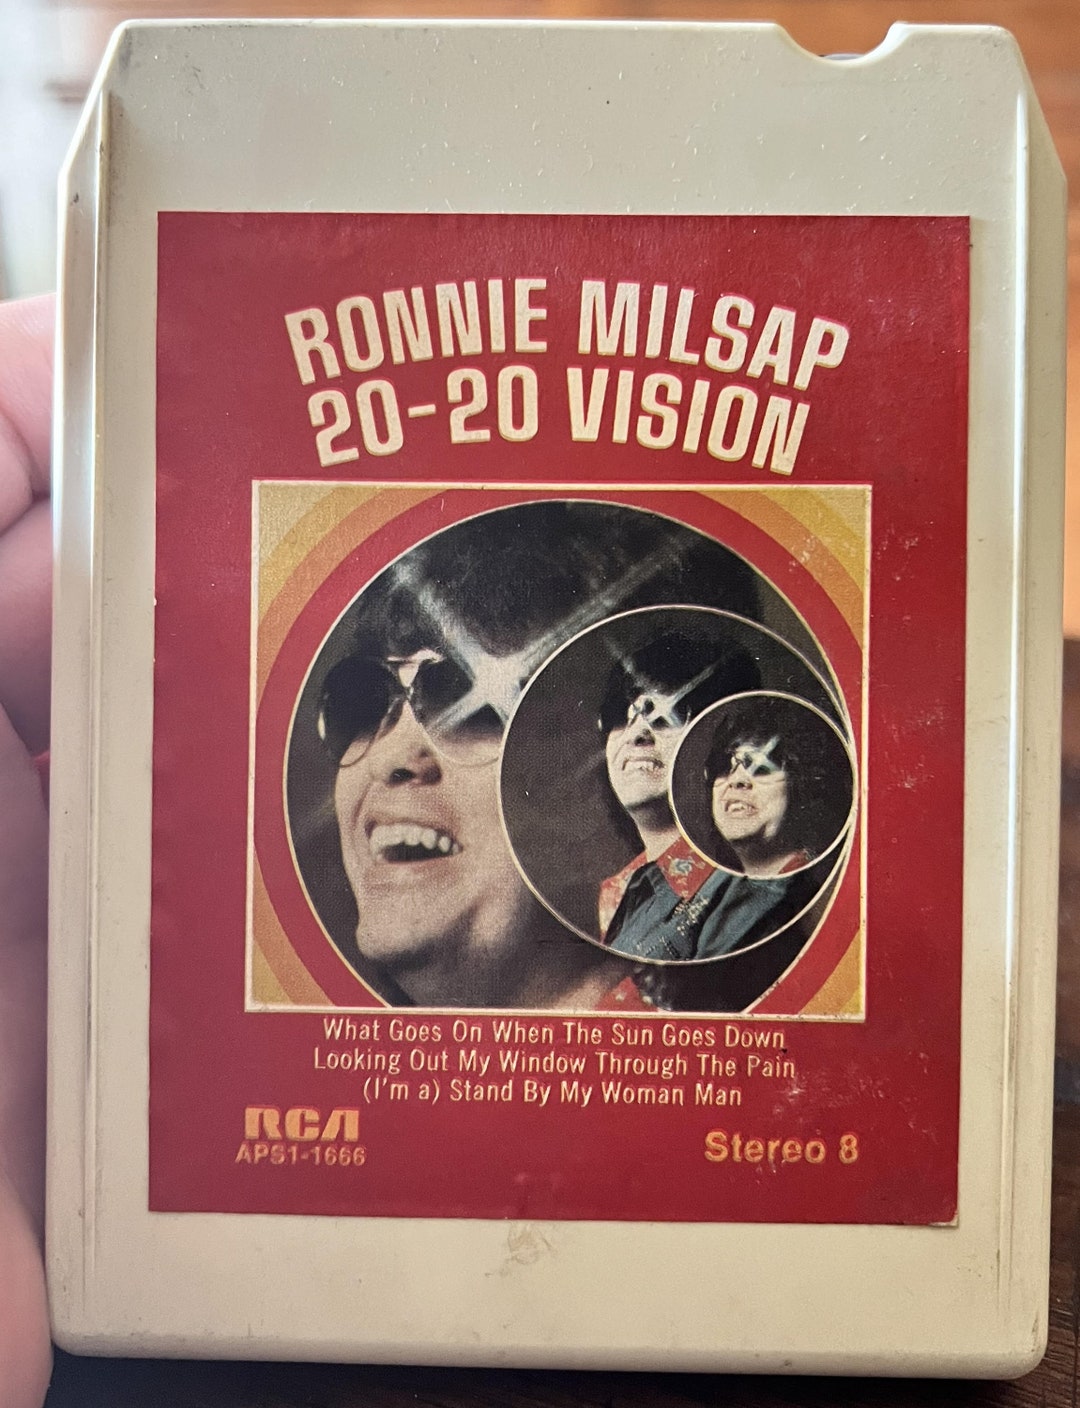 RONNIE MILSAP
20-20 VISION
What Goes On When The Sun Goes Down
Looking Out My Window Through The Pain
(I'm a) Stand By My Woman Man
RCA
APS1-1666
Stereo 8